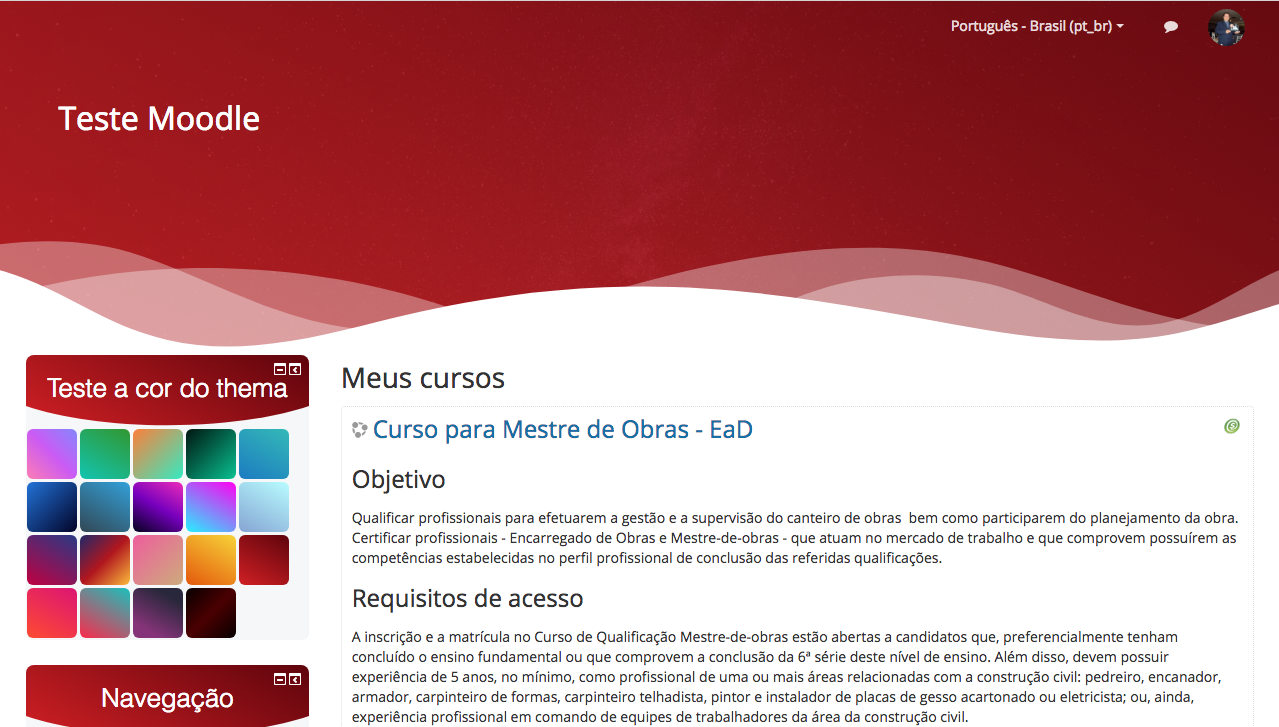 Português - Brasil (pt_br)
Teste Moodle
Teste a cor do thema
Navegação
Meus cursos
Curso para Mestre de Obras - EaD
Objetivo
Qualificar profissionais para efetuarem a gestão e a supervisão do canteiro de obras  bem como participarem do planejamento da obra.
Certificar profissionais - Encarregado de Obras e Mestre-de-obras - que atuam no mercado de trabalho e que comprovem possuírem as
competências estabelecidas no perfil profissional de conclusão das referidas qualificações.
Requisitos de acesso
A inscrição e a matrícula no Curso de Qualificação Mestre-de-obras estão abertas a candidatos que, preferencialmente tenham
concluído o ensino fundamental ou que comprovem a conclusão da 6ª série deste nível de ensino. Além disso, devem possuir
experiência de 5 anos, no mínimo, como profissional de uma ou mais áreas relacionadas com a construção civil: pedreiro, encanador,
armador, carpinteiro de formas, carpinteiro telhadista, pintor e instalador de placas de gesso acartonado ou eletricista; ou, ainda,
experiência profissional em comando de equipes de trabalhadores da área da construção civil.